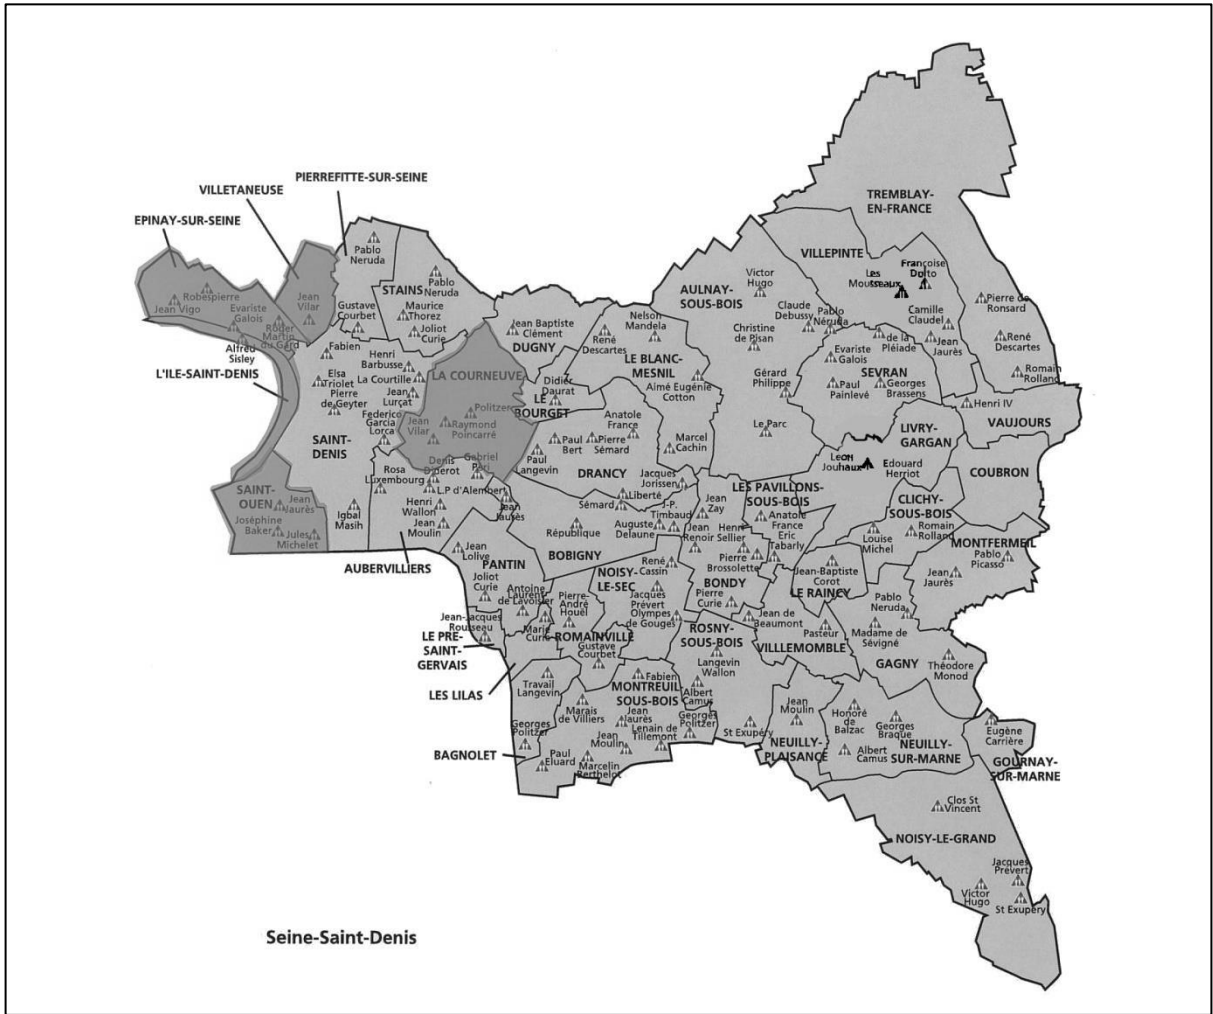 PIERREFITTE-SUR-SEINE
VILLETANEUSE
EPINAY-SUR-SEINE
TREMBLAY-
EN-FRANCE
Pablo
Neruda
VILLEPINTE
Françoise
Dolto
Les
Mousseaux
Robespierre
Jean Vigo
Evariste
Galois
Roger
Martin
du Gard
Jean
Vilar
Gustave
Courbet
STAINS
Pablo
Neruda
Maurice
Thorez
Joliot
Curie
Victor
Hugo
AULNAY-
SOUS-BOIS
Claude
Debussy
Pablo
Néruda
Camille
Claudel
Pierre de
Ronsard
Jean Baptiste
Clément
DUGNY
Nelson
Mandela
René
Descartes
Christine
de Pisan
de la
Pléiade
Jean
Jaurès
René
Descartes
Alfred
Sisley
L'ILE-SAINT-DENIS
Fabien
Henri
Barbusse
La Courtille
Elsa
Triolet
Pierre
de Geyter
Jean
Lurçat
LA COURNEUVE
LE BLANC-
MESNIL
Aimé Eugénie
Cotton
Gérard
Philippe
Evariste
Galois
SEVRAN
Paul
Painlevé
Georges
Brassens
Romain
Rolland
Didier
Daurat
LE
BOURGET
Politzer
Jean
Vilar
Raymond
Poincarré
Federico
Garcia
Lorca
Anatole
France
Henri IV
VAUJOURS
LIVRY-
GARGAN
SAINT-
DENIS
Paul
Bert
Pierre
Sémard
Marcel
Cachin
Le Parc
Paul
Langevin
DRANCY
Leon
Jouhaux
Edouard
Herriot
COUBRON
Rosa
Luxembourg
Denis
Diderot
Gabriel
Péri
L.P d'Alembert
Jacques
Jorissen
Liberté
LES PAVILLONS-
SOUS-BOIS
CLICHY-
SOUS-BOIS
SAINT-
OUEN
Jean
Jaurès
Joséphine
Baker
Jules
Michelet
Iqbal
Masih
Henri
Wallon
Jean
Moulin
Jean
Jaurès
Sémard
J-P.
Timbaud
Jean
Zay
Anatole
France
Eric
Tabarly
Romain
Rolland
Louise
Michel
République
Auguste
Delaune
Jean
Renoir
Henri
Sellier
MONTFERMEIL
Pablo
Picasso
AUBERVILLIERS
Jean
Lolive
PANTIN
BOBIGNY
René
Cassin
Pierre
Brossolette
Jean-Baptiste
Corot
LE RAINCY
Jean
Jaurès
Joliot
Curie
NOISY-
LE-SEC
BONDY
Antoine
Laurent
de Lavoisier
Pierre-
André
Houël
Jacques
Prévert
Olympes
de Gouges
Pierre
Curie
Pablo
Neruda
Jean-Jacques
Rousseau
Marie
Curie
ROMAINVILLE
Gustave
Courbet
ROSNY-
SOUS-BOIS
Jean de
Beaumont
Pasteur
VILLLEMOMBLE
Madame de
Sévigné
LE PRE-
SAINT-
GERVAIS
Langevin
Wallon
GAGNY
Théodore
Monod
LES LILAS
Travail
Langevin
Fabien
MONTREUIL-
SOUS-BOIS
Albert
Camus
Marais
de Villiers
Jean
Jaurès
Lenain de
Tillemont
Georges
Politzer
St Exupéry
Jean
Moulin
Honoré
de
Balzac
Georges
Braque
Eugène
Carrière
Georges
Politzer
BAGNOLET
Paul
Eluard
Jean
Moulin
Marcelin
Berthelot
NEUILLY-
PLAISANCE
Albert
Camus
NEUILLY-
SUR-MARNE
GOURNAY-
SUR-MARNE
Clos St
Vincent
NOISY-LE-GRAND
Jacques
Prévert
Victor
Hugo
St Exupéry
Seine-Saint-Denis